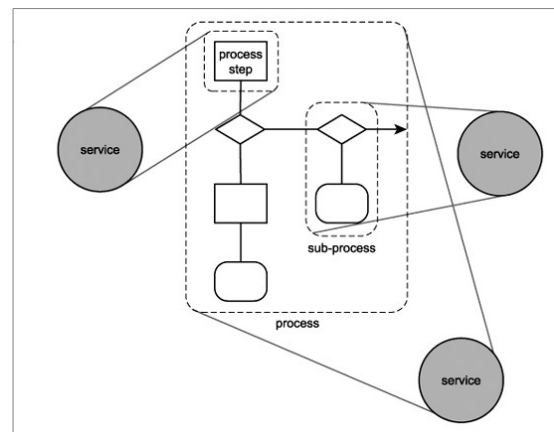 process
step
service
service
sub-process
process
service